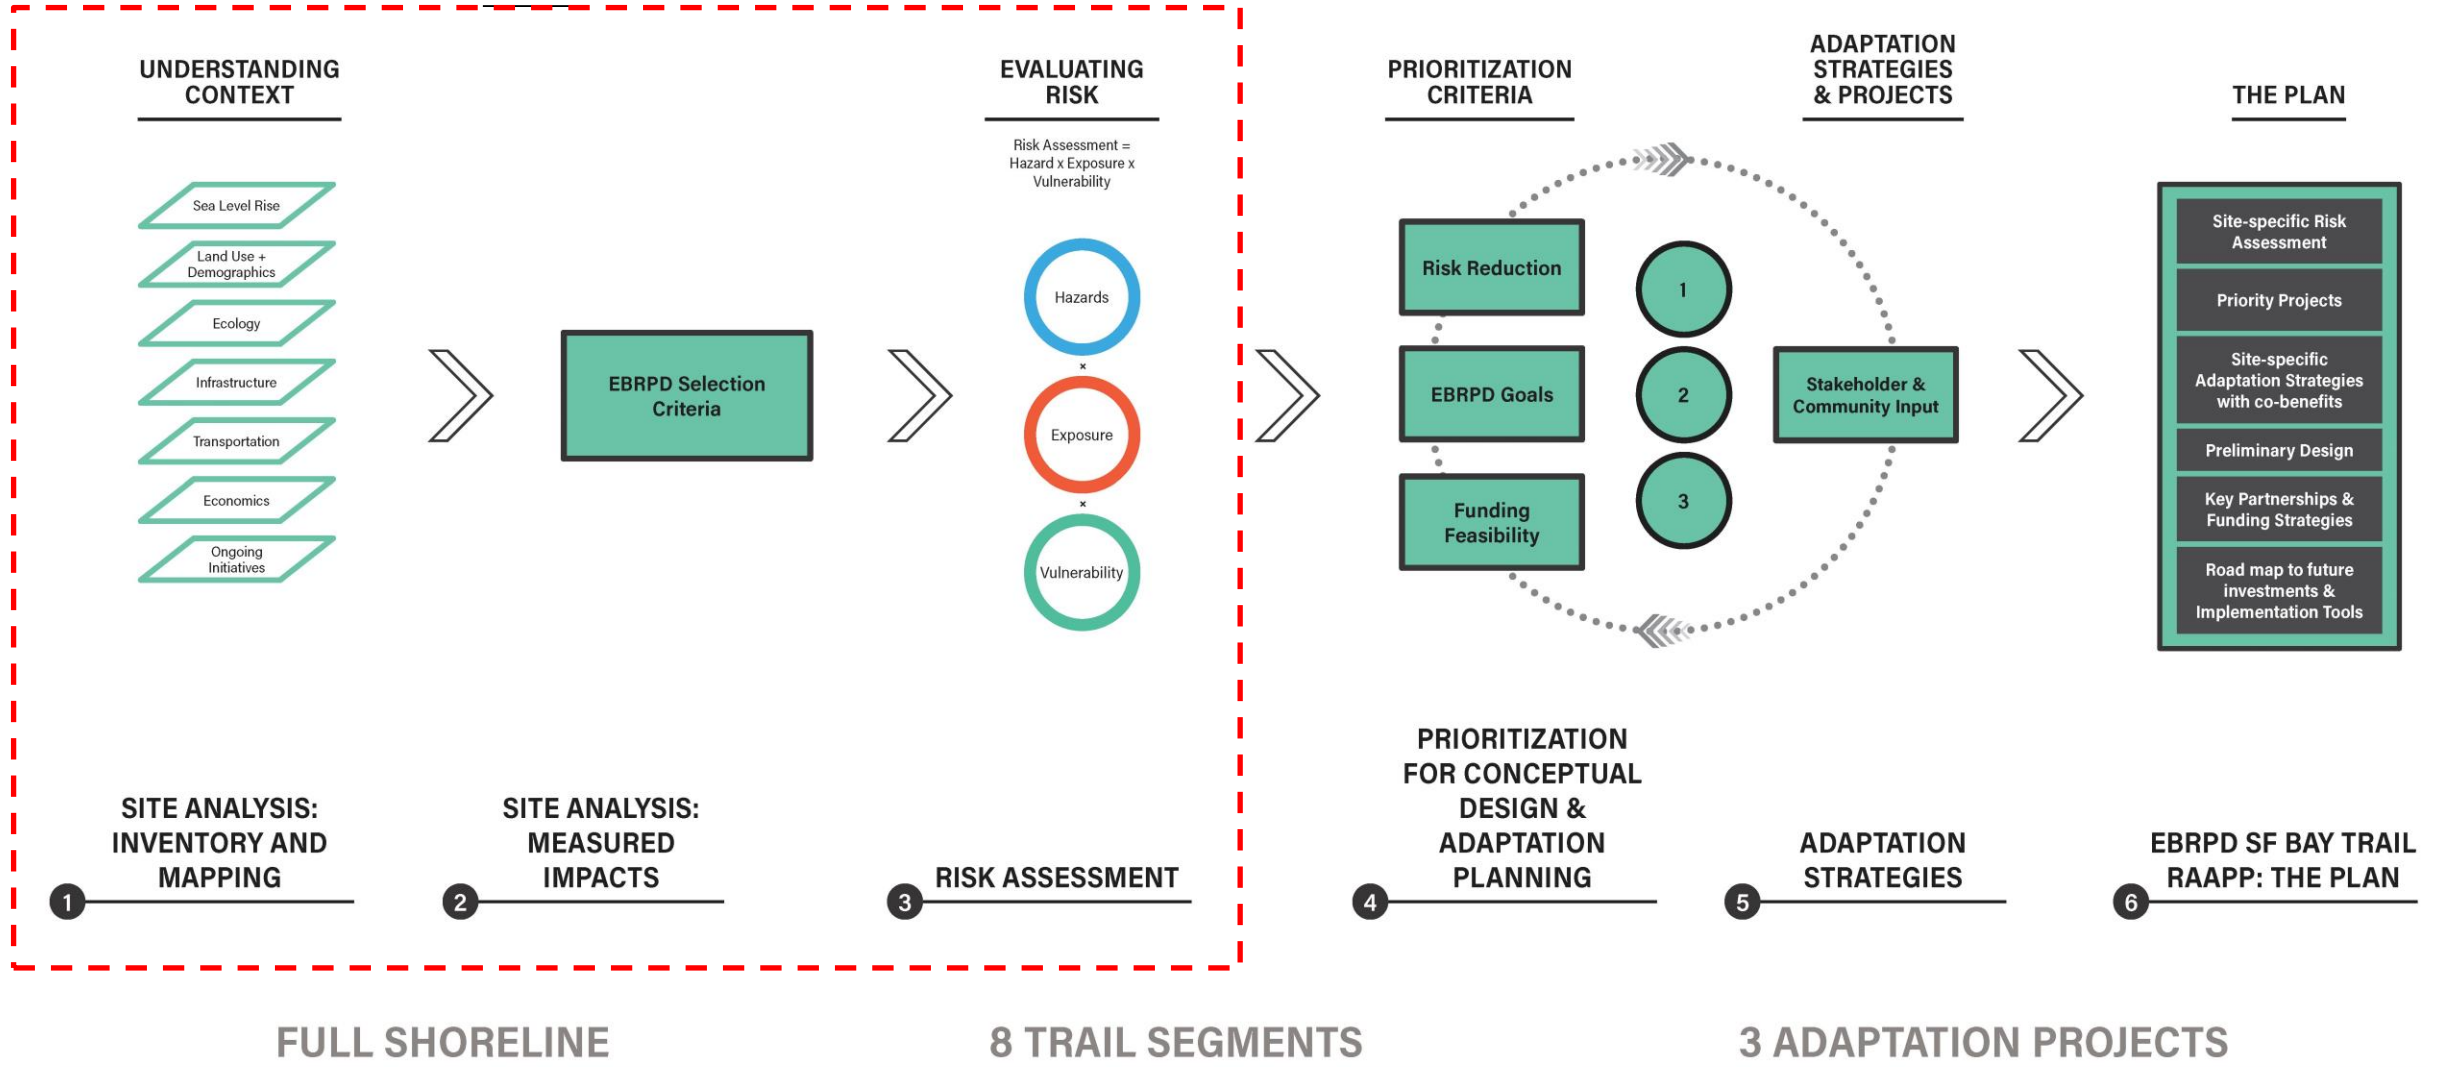 UNDERSTANDING
CONTEXT
Sea Level Rise
Land Use +
Demographics
Ecology
Infrastructure
Transportation
Economics
Ongoing
Initiatives
EBRPD Selection
Criteria
EVALUATING
RISK
Risk Assessment =
Hazard x Exposure x
Vulnerability
Hazards
×
Exposure
×
Vulnerability
PRIORITIZATION
CRITERIA
Risk Reduction
EBRPD Goals
Funding
Feasibility
1
2
3
ADAPTATION
STRATEGIES
& PROJECTS
Stakeholder &
Community Input
THE PLAN
Site-specific Risk
Assessment
Priority Projects
Site-specific
Adaptation Strategies
with co-benefits
Preliminary Design
Key Partnerships &
Funding Strategies
Road map to future
investments &
Implementation Tools
SITE ANALYSIS:
INVENTORY AND
MAPPING
1
SITE ANALYSIS:
MEASURED
IMPACTS
2
RISK ASSESSMENT
3
PRIORITIZATION
FOR CONCEPTUAL
DESIGN &
ADAPTATION
PLANNING
4
ADAPTATION
STRATEGIES
5
EBRPD SF BAY TRAIL
RAAPP: THE PLAN
6
FULL SHORELINE
8 TRAIL SEGMENTS
3 ADAPTATION PROJECTS